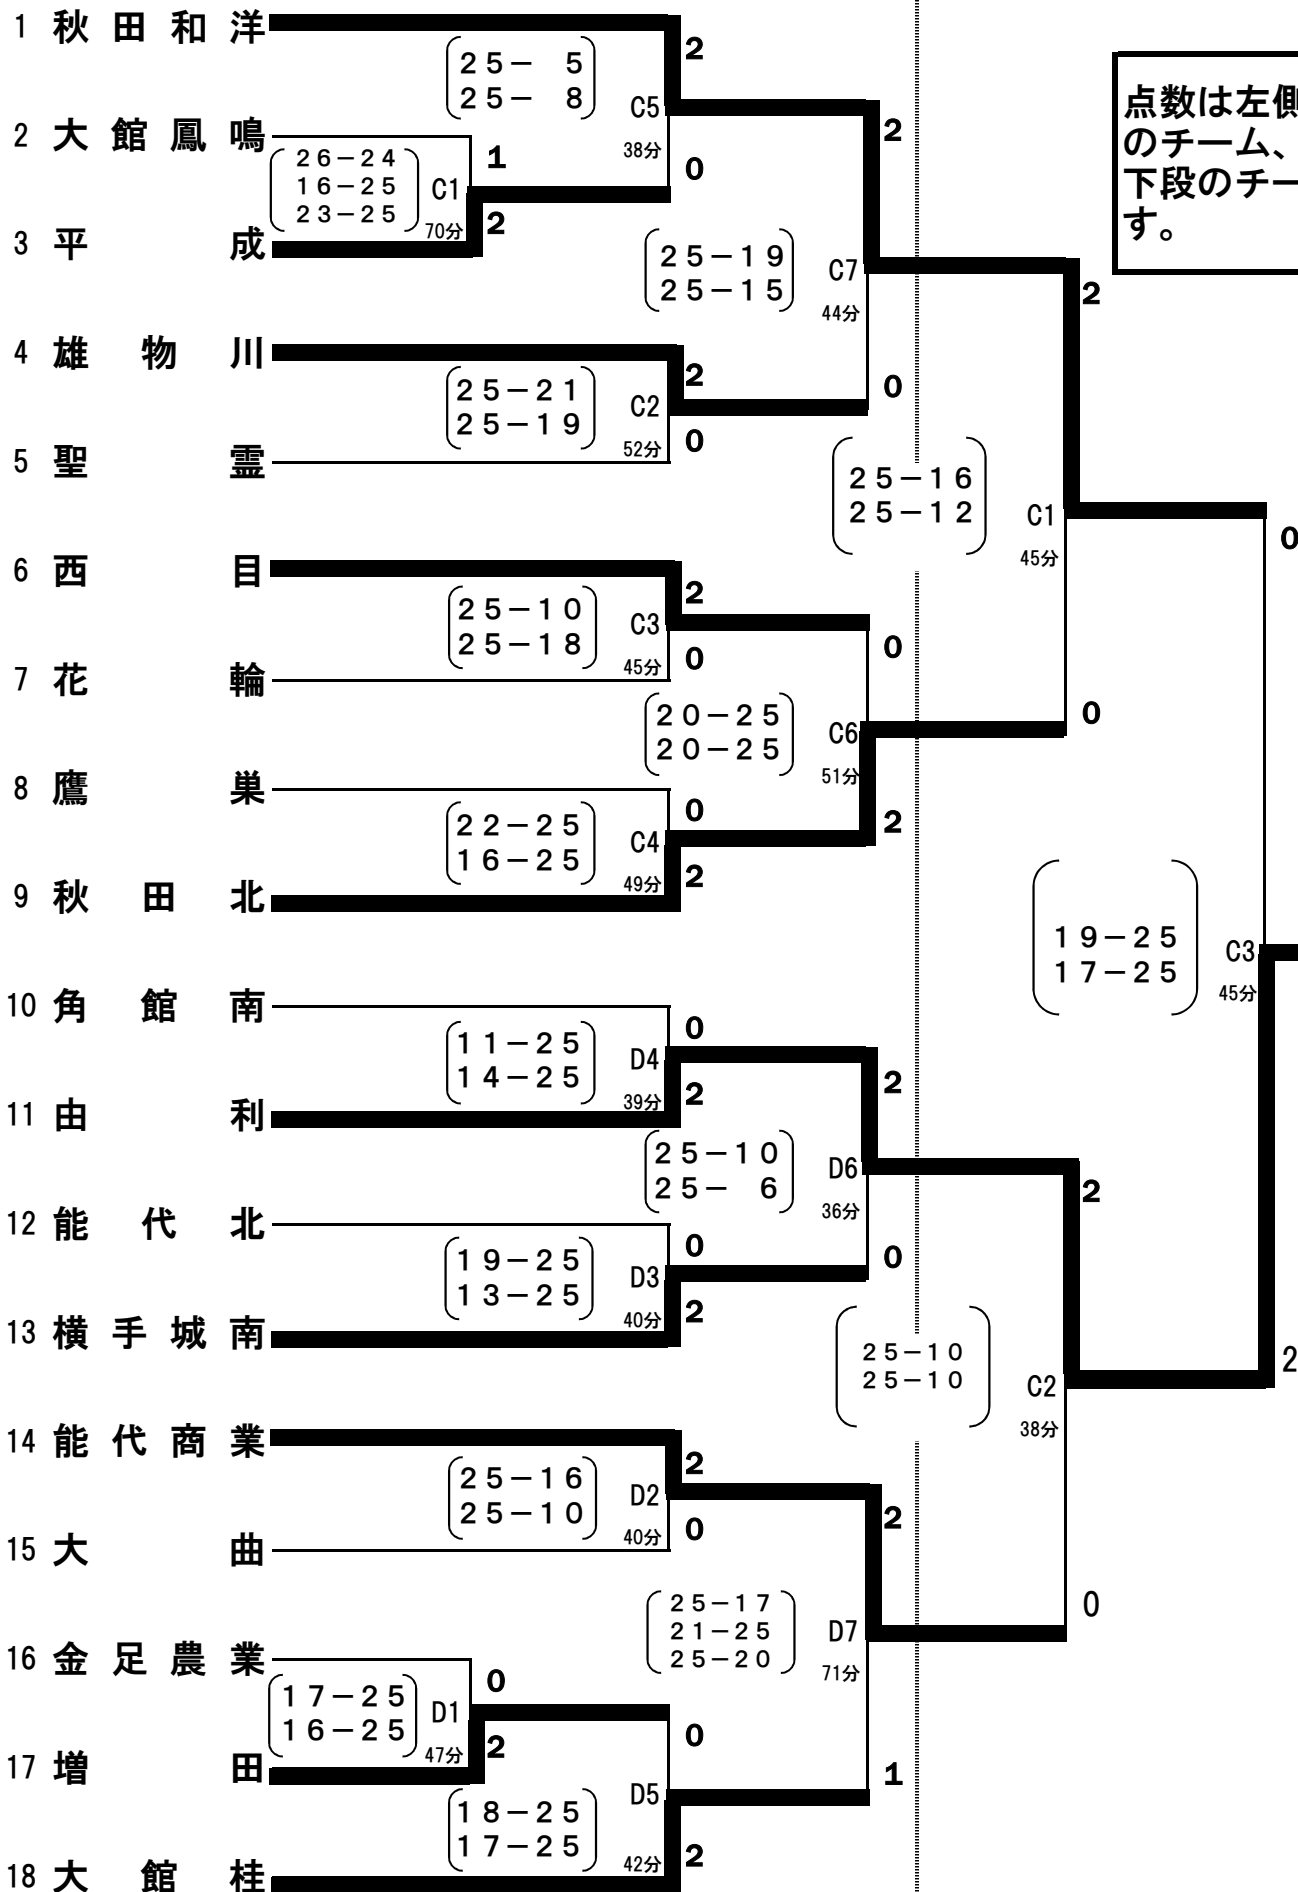 1 秋田和洋
2
25- 5
25- 8
C5
38分
0
2 大館鳳鳴
1
26-24
16-25
23-25
C1
70分
2
3 平成
2
25-19
25-15
C7
44分
0
4 雄物川
2
25-21
25-19
C2
52分
0
5 聖霊
点数は左側
のチーム、
下段のチー
す。
2
25-16
25-12
C1
45分
0
6 西目
2
25-10
25-18
C3
45分
0
7 花輪
0
20-25
20-25
C6
51分
2
8 鷹巣
0
22-25
16-25
C4
49分
2
9 秋田北
0
19-25
17-25
C3
45分
2
10 角館南
0
11-25
14-25
D4
39分
2
11 由利
2
25-10
25- 6
D6
36分
0
12 能代北
0
19-25
13-25
D3
40分
2
13 横手城南
2
25-10
25-10
C2
38分
0
14 能代商業
2
25-16
25-10
D2
40分
0
15 大曲
2
25-17
21-25
25-20
D7
71分
1
16 金足農業
0
17-25
16-25
D1
47分
2
17 増田
0
18-25
17-25
D5
42分
2
18 大館桂